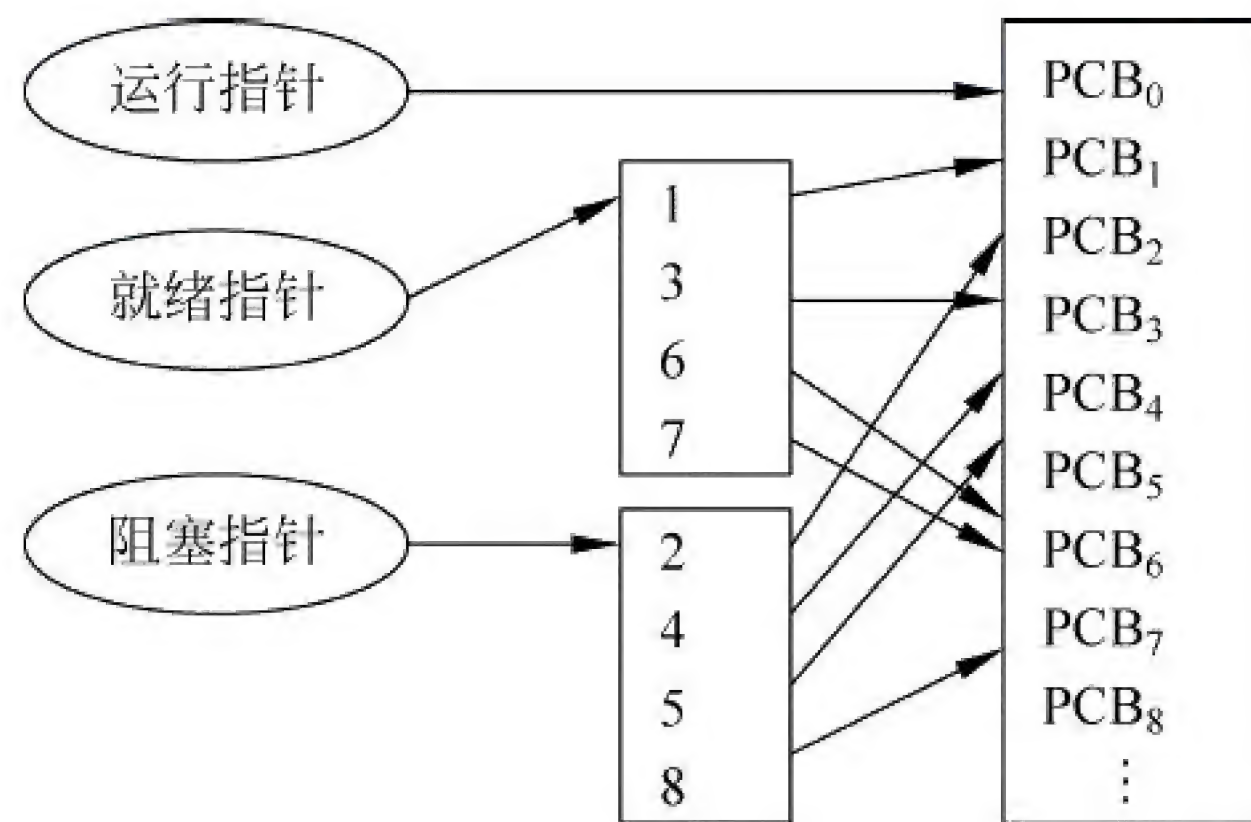 运行指针
就绪指针
阻塞指针
1
3
6
7
2
4
5
8
PCB₀
PCB₁
PCB₂
PCB₃
PCB₄
PCB₅
PCB₆
PCB₇
PCB₈
⋮